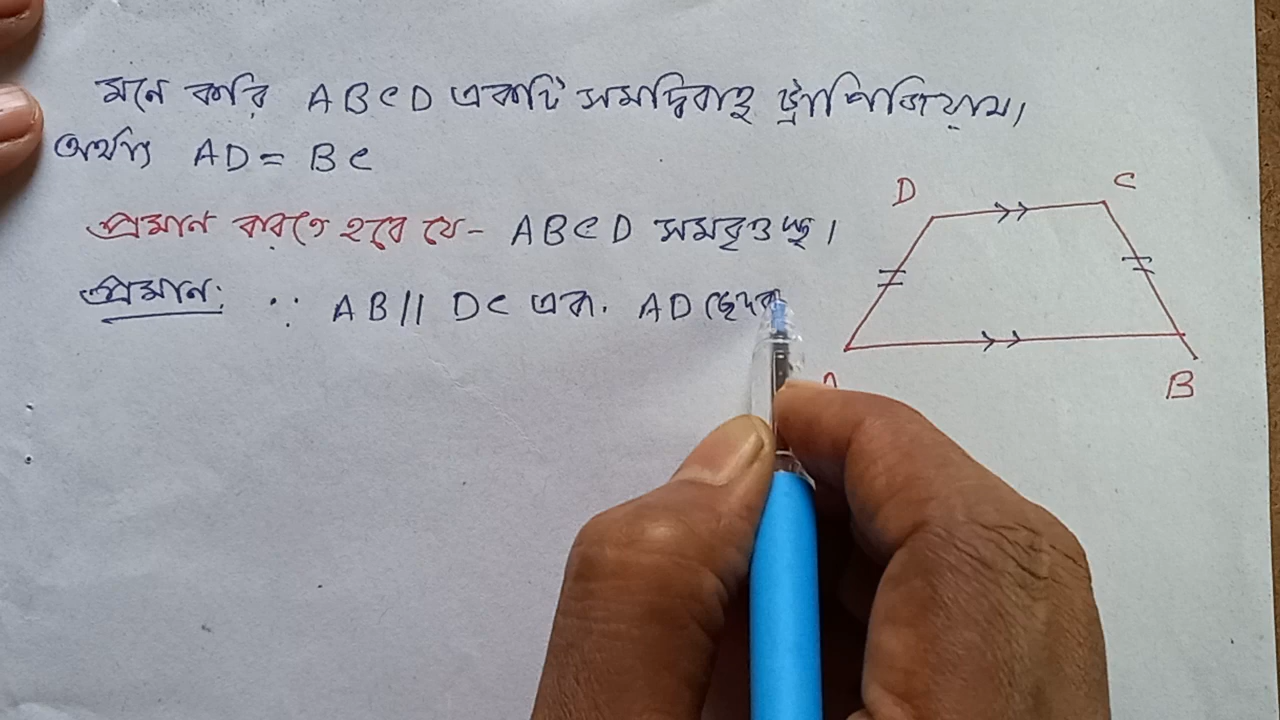 মনে করি ABCD একটি সমদ্বিবাহু ট্রাপিজিয়াম।
অর্থাৎ AD = BC
প্রমান করতে হবে যে- ABCD সমবৃত্তস্থ।
প্রমান: ∵ AB || DC এবং AD ছেদক
D
C
A
B